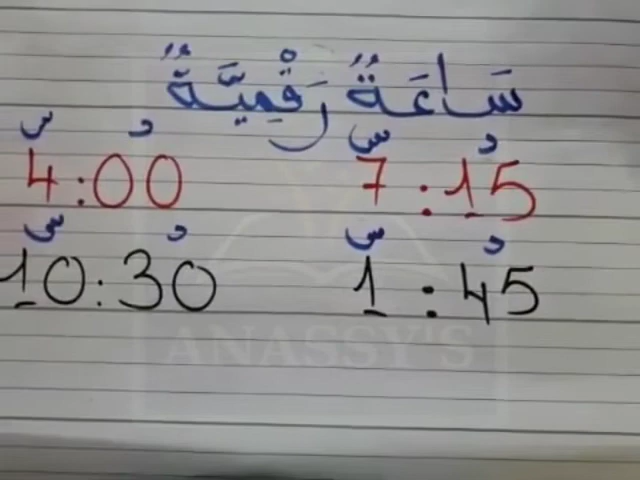 سَاعَةٌ رَقْمِيَّةٌ
س د س د
4:00 7:15
س د س د
10:30 1:45
ANASSY'S